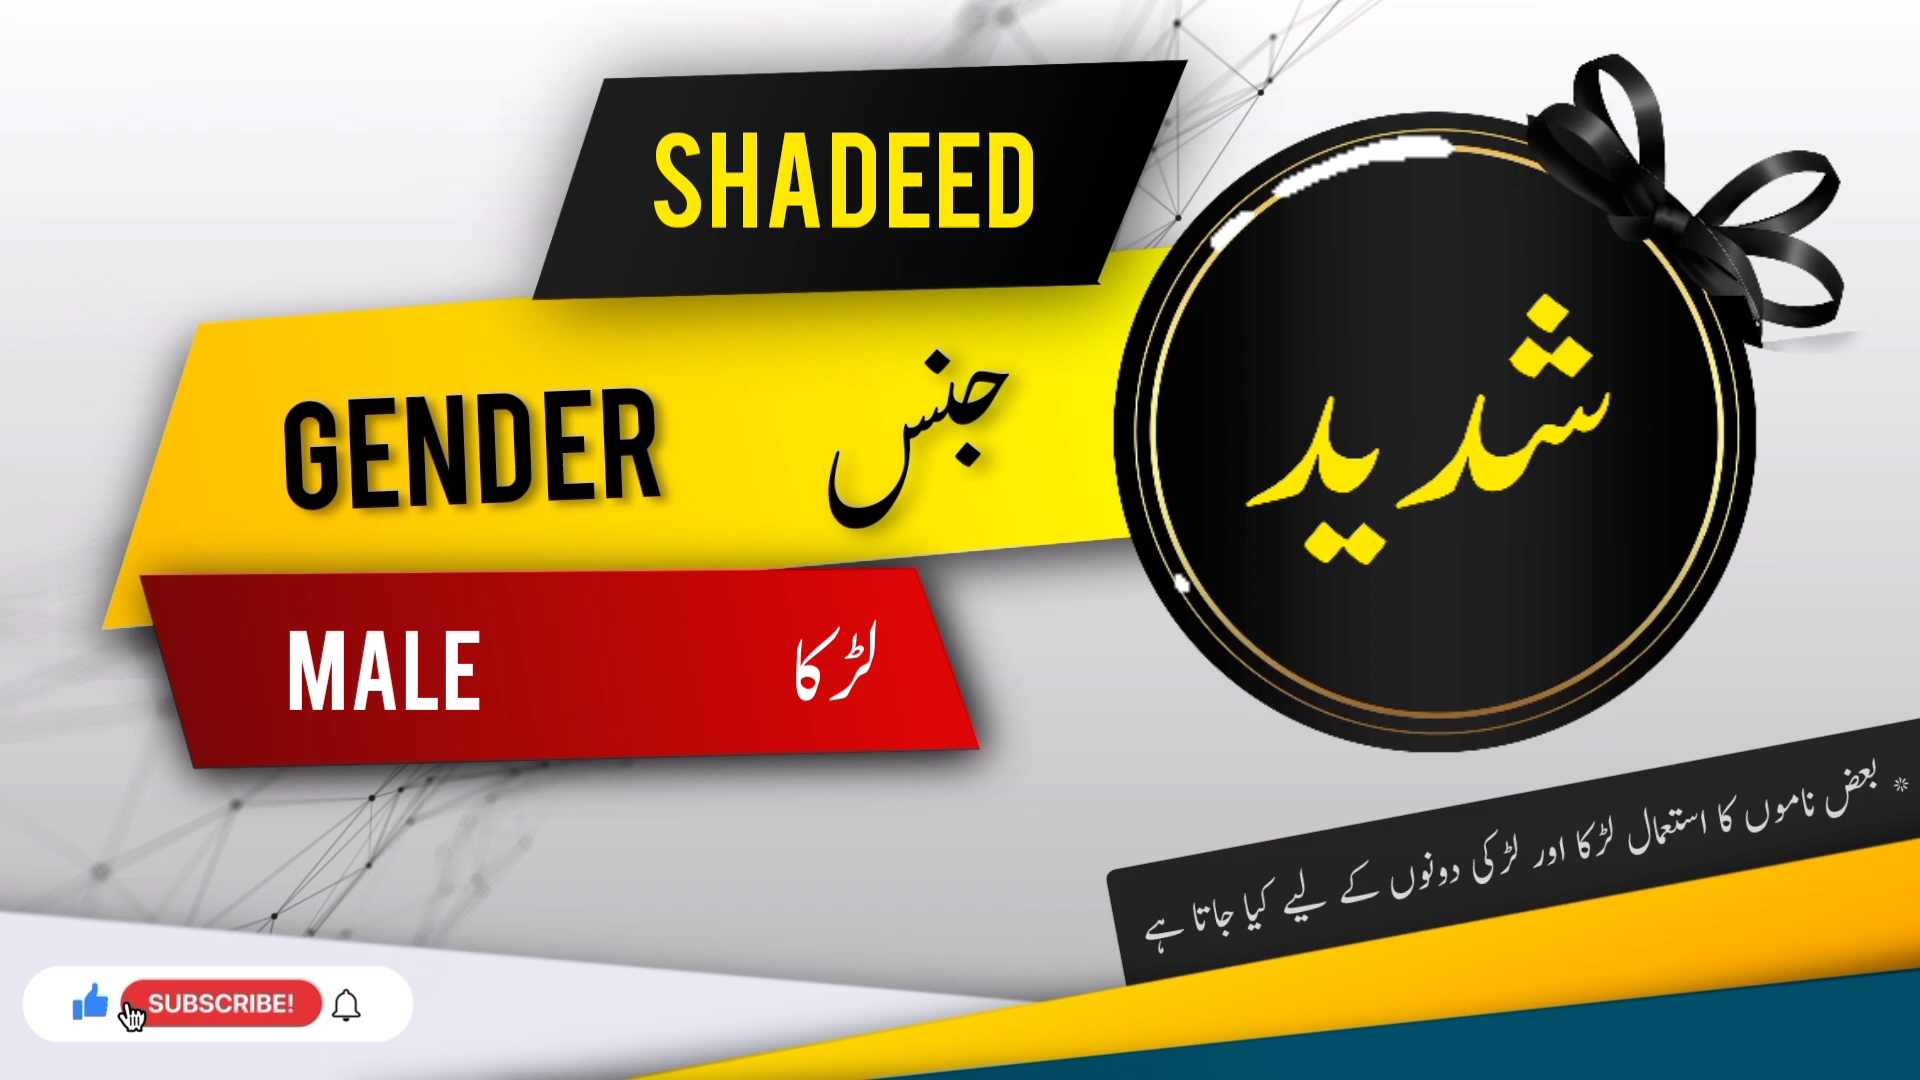 SHADEED
شدید
GENDER جنس
MALE لڑکا
* بعض ناموں کا استعمال لڑکا اور لڑکی دونوں کے لیے کیا جاتا ہے
SUBSCRIBE!